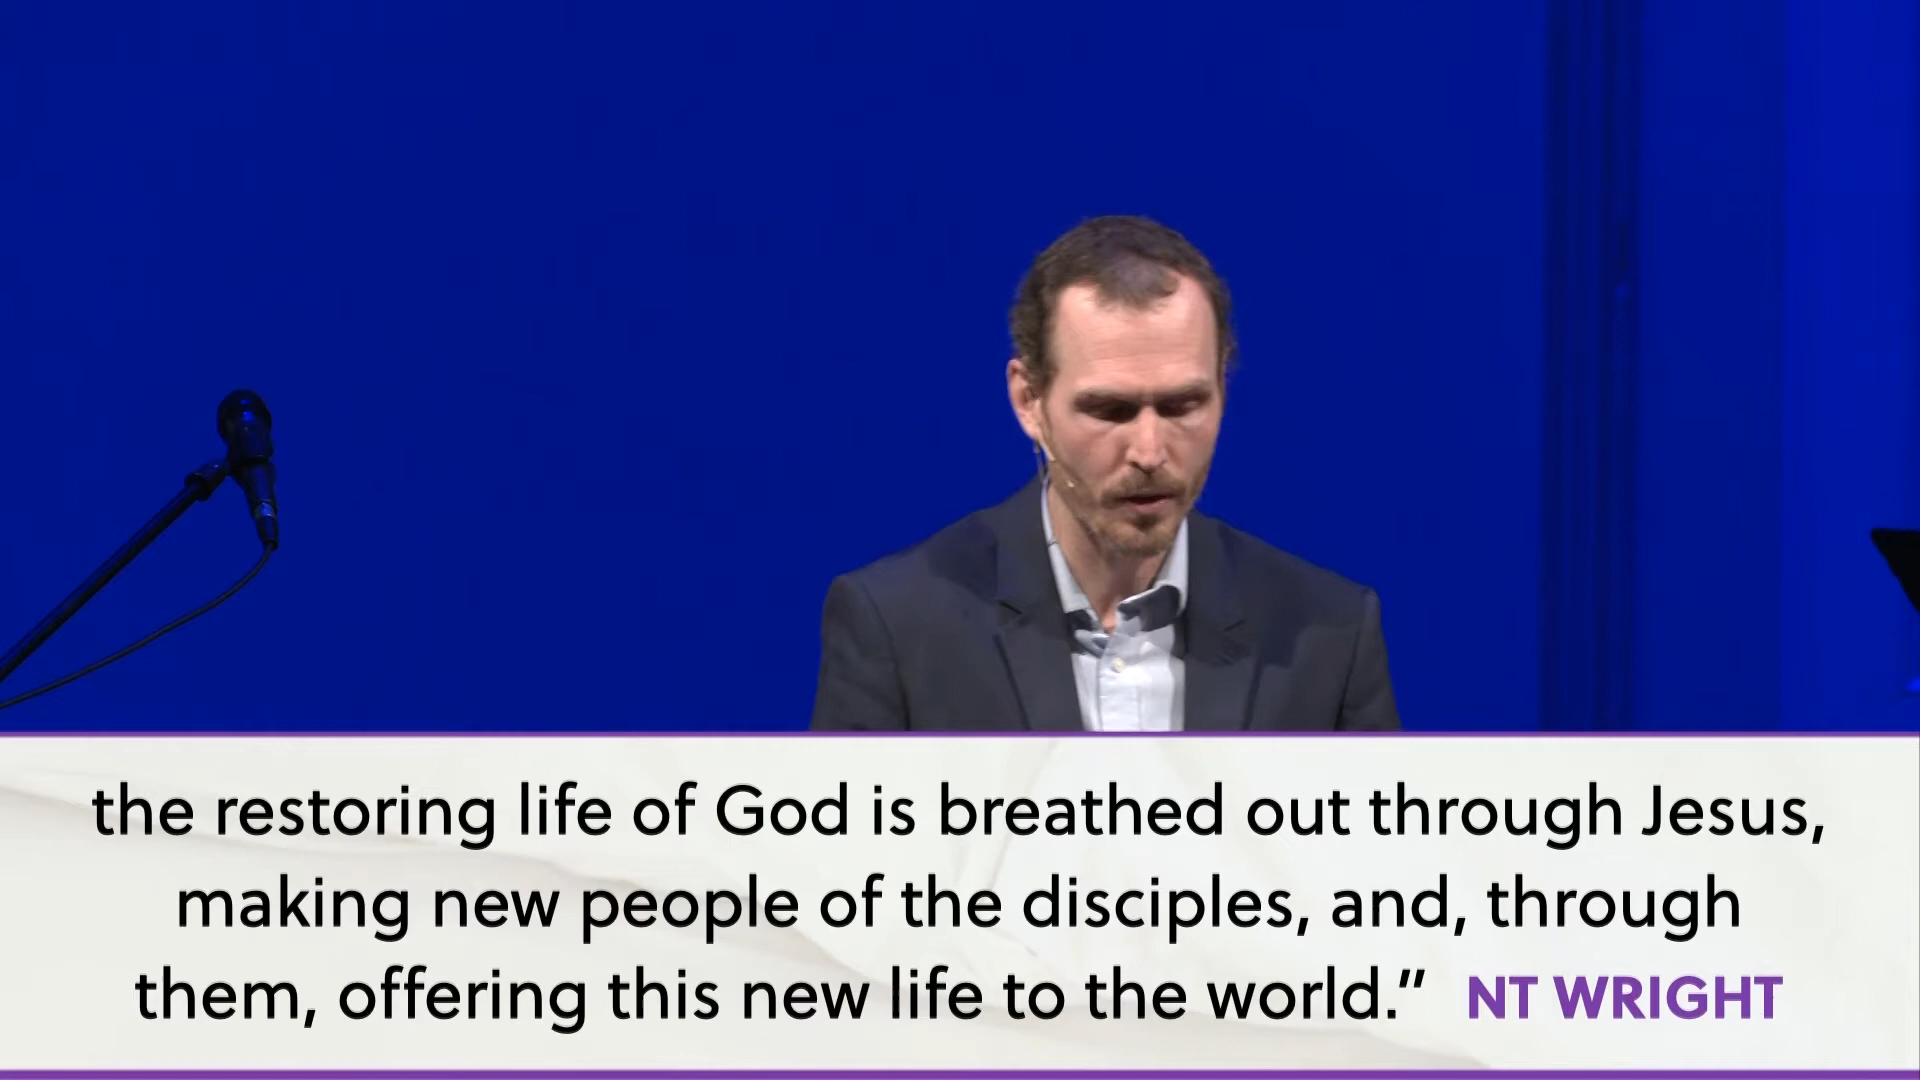 the restoring life of God is breathed out through Jesus,
making new people of the disciples, and, through
them, offering this new life to the world.” NT WRIGHT